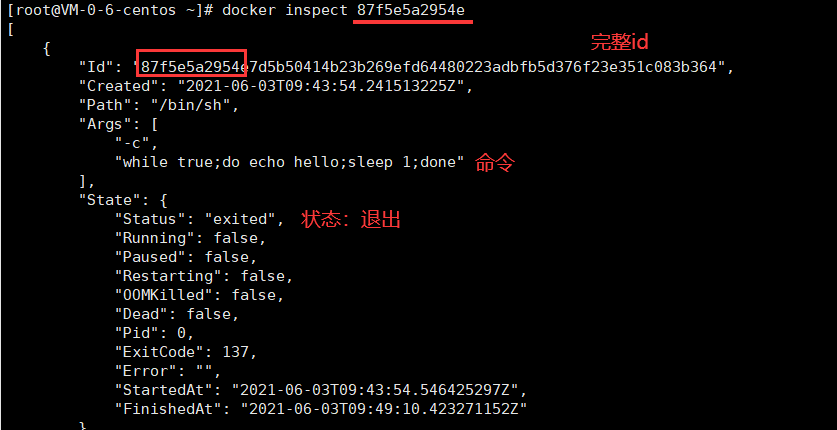 [root@VM-0-6-centos ~]# docker inspect 87f5e5a2954e
[
    {                                                     完整id
        "Id": "87f5e5a2954e7d5b50414b23b269efd64480223adbfb5d376f23e351c083b364",
        "Created": "2021-06-03T09:43:54.241513225Z",
        "Path": "/bin/sh",
        "Args": [
            "-c",
            "while true;do echo hello;sleep 1;done" 命令
        ],
        "State": {
            "Status": "exited", 状态：退出
            "Running": false,
            "Paused": false,
            "Restarting": false,
            "OOMKilled": false,
            "Dead": false,
            "Pid": 0,
            "ExitCode": 137,
            "Error": "",
            "StartedAt": "2021-06-03T09:43:54.546425297Z",
            "FinishedAt": "2021-06-03T09:49:10.423271152Z"
        }